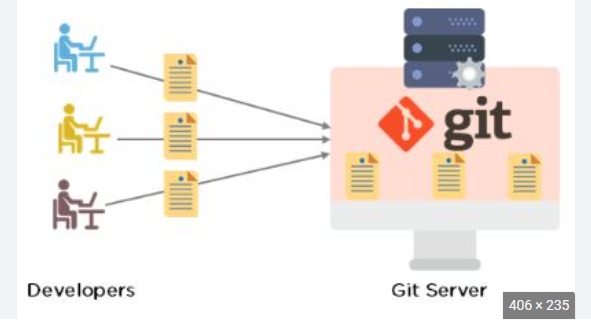 git
Developers
Git Server
406 × 235